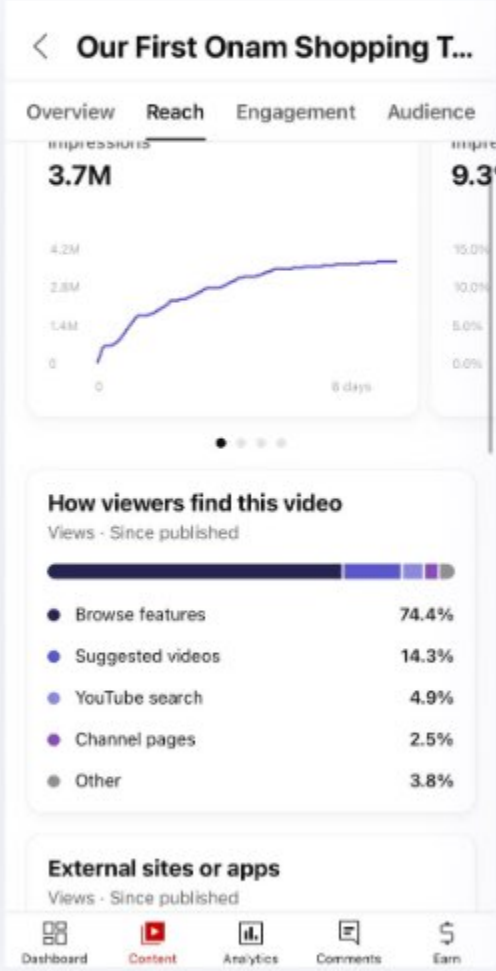 Our First Onam Shopping T...
Overview Reach Engagement Audience
Impressions
3.7M
9.3
4.2M
2.8M
1.4M
0
0
15.0%
10.0%
5.0%
0.0%
How viewers find this video
Views · Since published
Browse features 74.4%
Suggested videos 14.3%
YouTube search 4.9%
Channel pages 2.5%
Other 3.8%
External sites or apps
Views · Since published
Dashboard Content Analytics Comments Earn